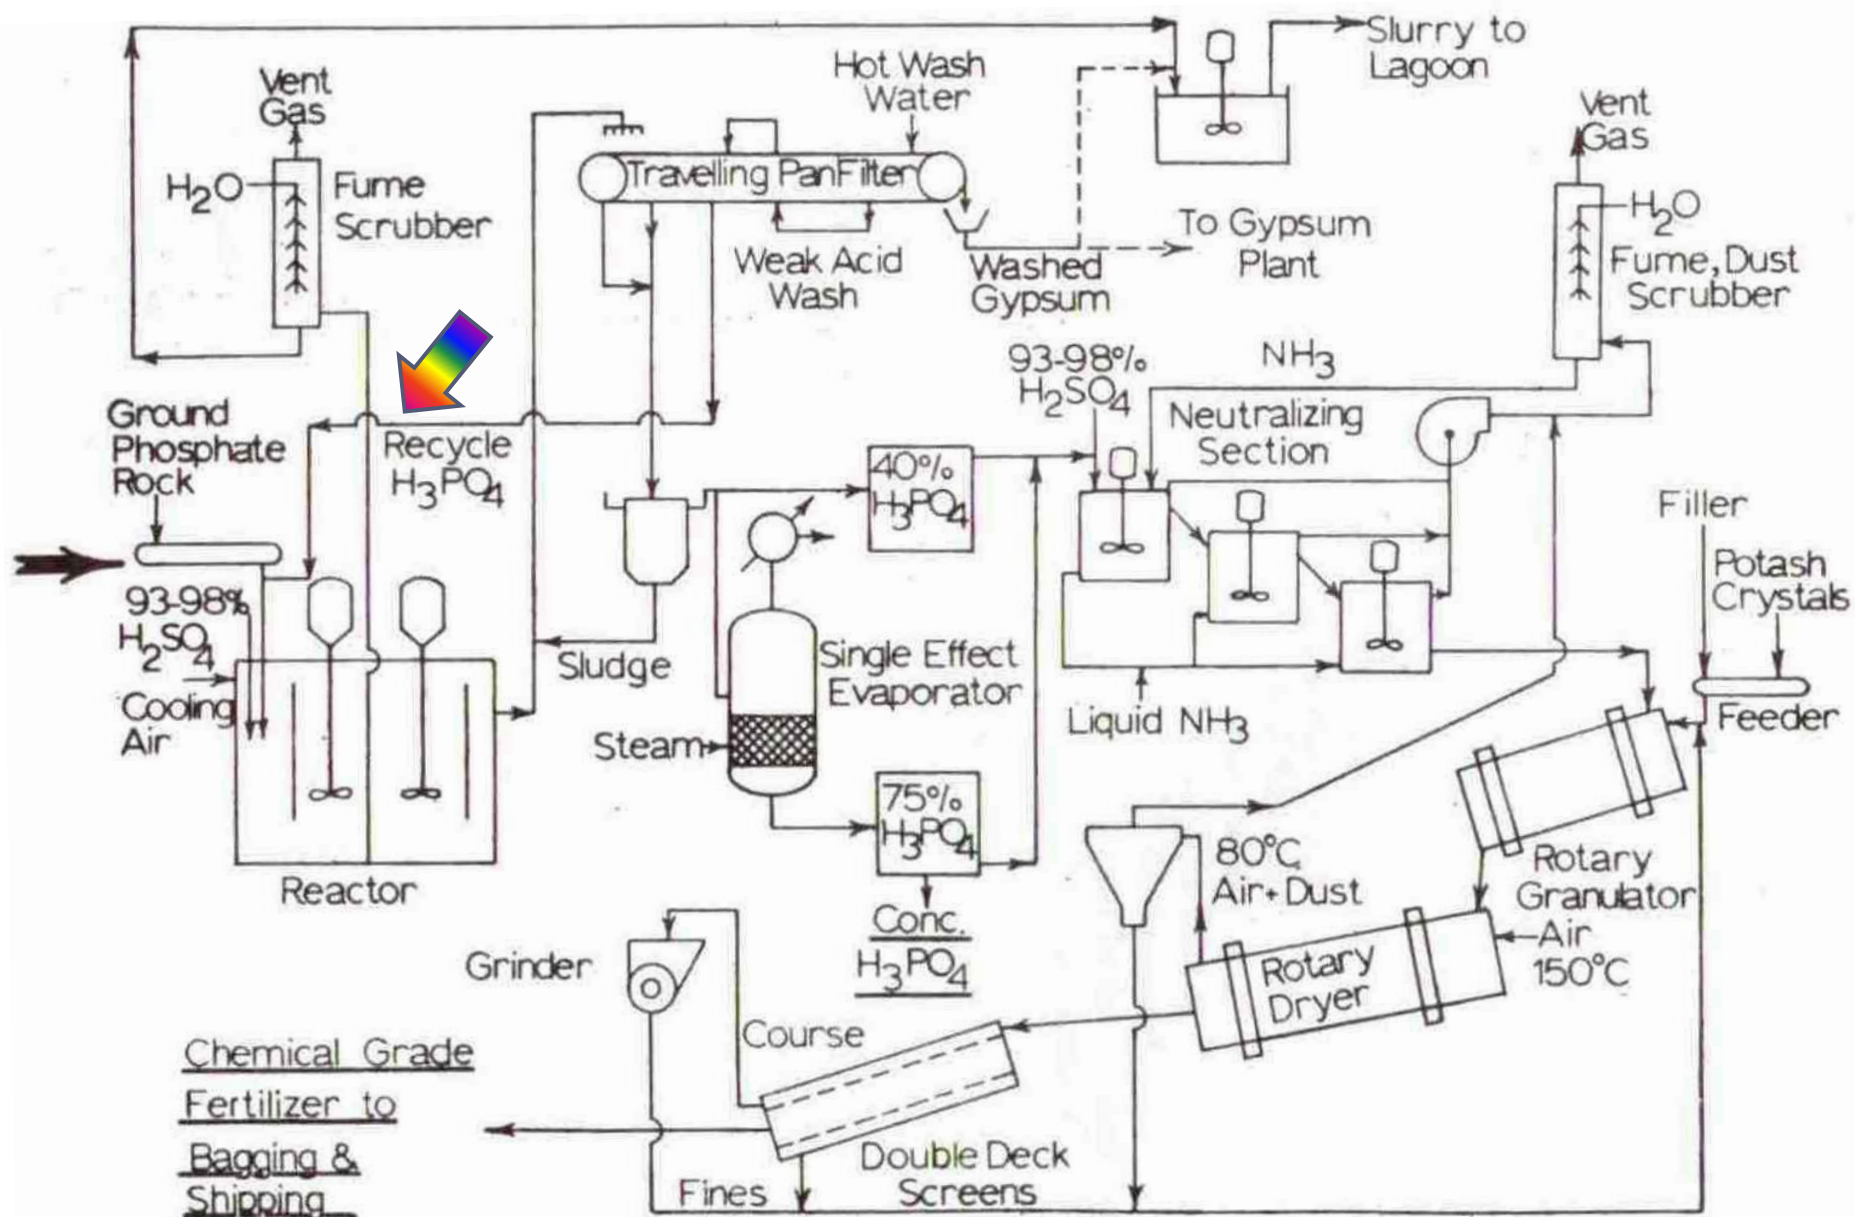 Slurry to
Lagoon
Hot Wash
Water
Vent
Gas
Vent
Gas
H2O
Fume
Scrubber
Travelling PanFilter
H2O
To Gypsum
Plant
Weak Acid
Wash
Washed
Gypsum
Fume, Dust
Scrubber
93-98%
H2SO4
NH3
Ground
Phosphate
Rock
Recycle
H3PO4
Neutralizing
Section
40%
H3PO4
Filler
Potash
Crystals
93-98%
H2SO4
Cooling
Air
Sludge
Single Effect
Evaporator
Steam
Liquid NH3
Feeder
75%
H3PO4
Reactor
80°C
Air+Dust
Rotary
Granulator
Conc.
H3PO4
Air
150°C
Grinder
Rotary
Dryer
Course
Chemical Grade
Fertilizer to
Bagging &
Shipping
Double Deck
Screens
Fines